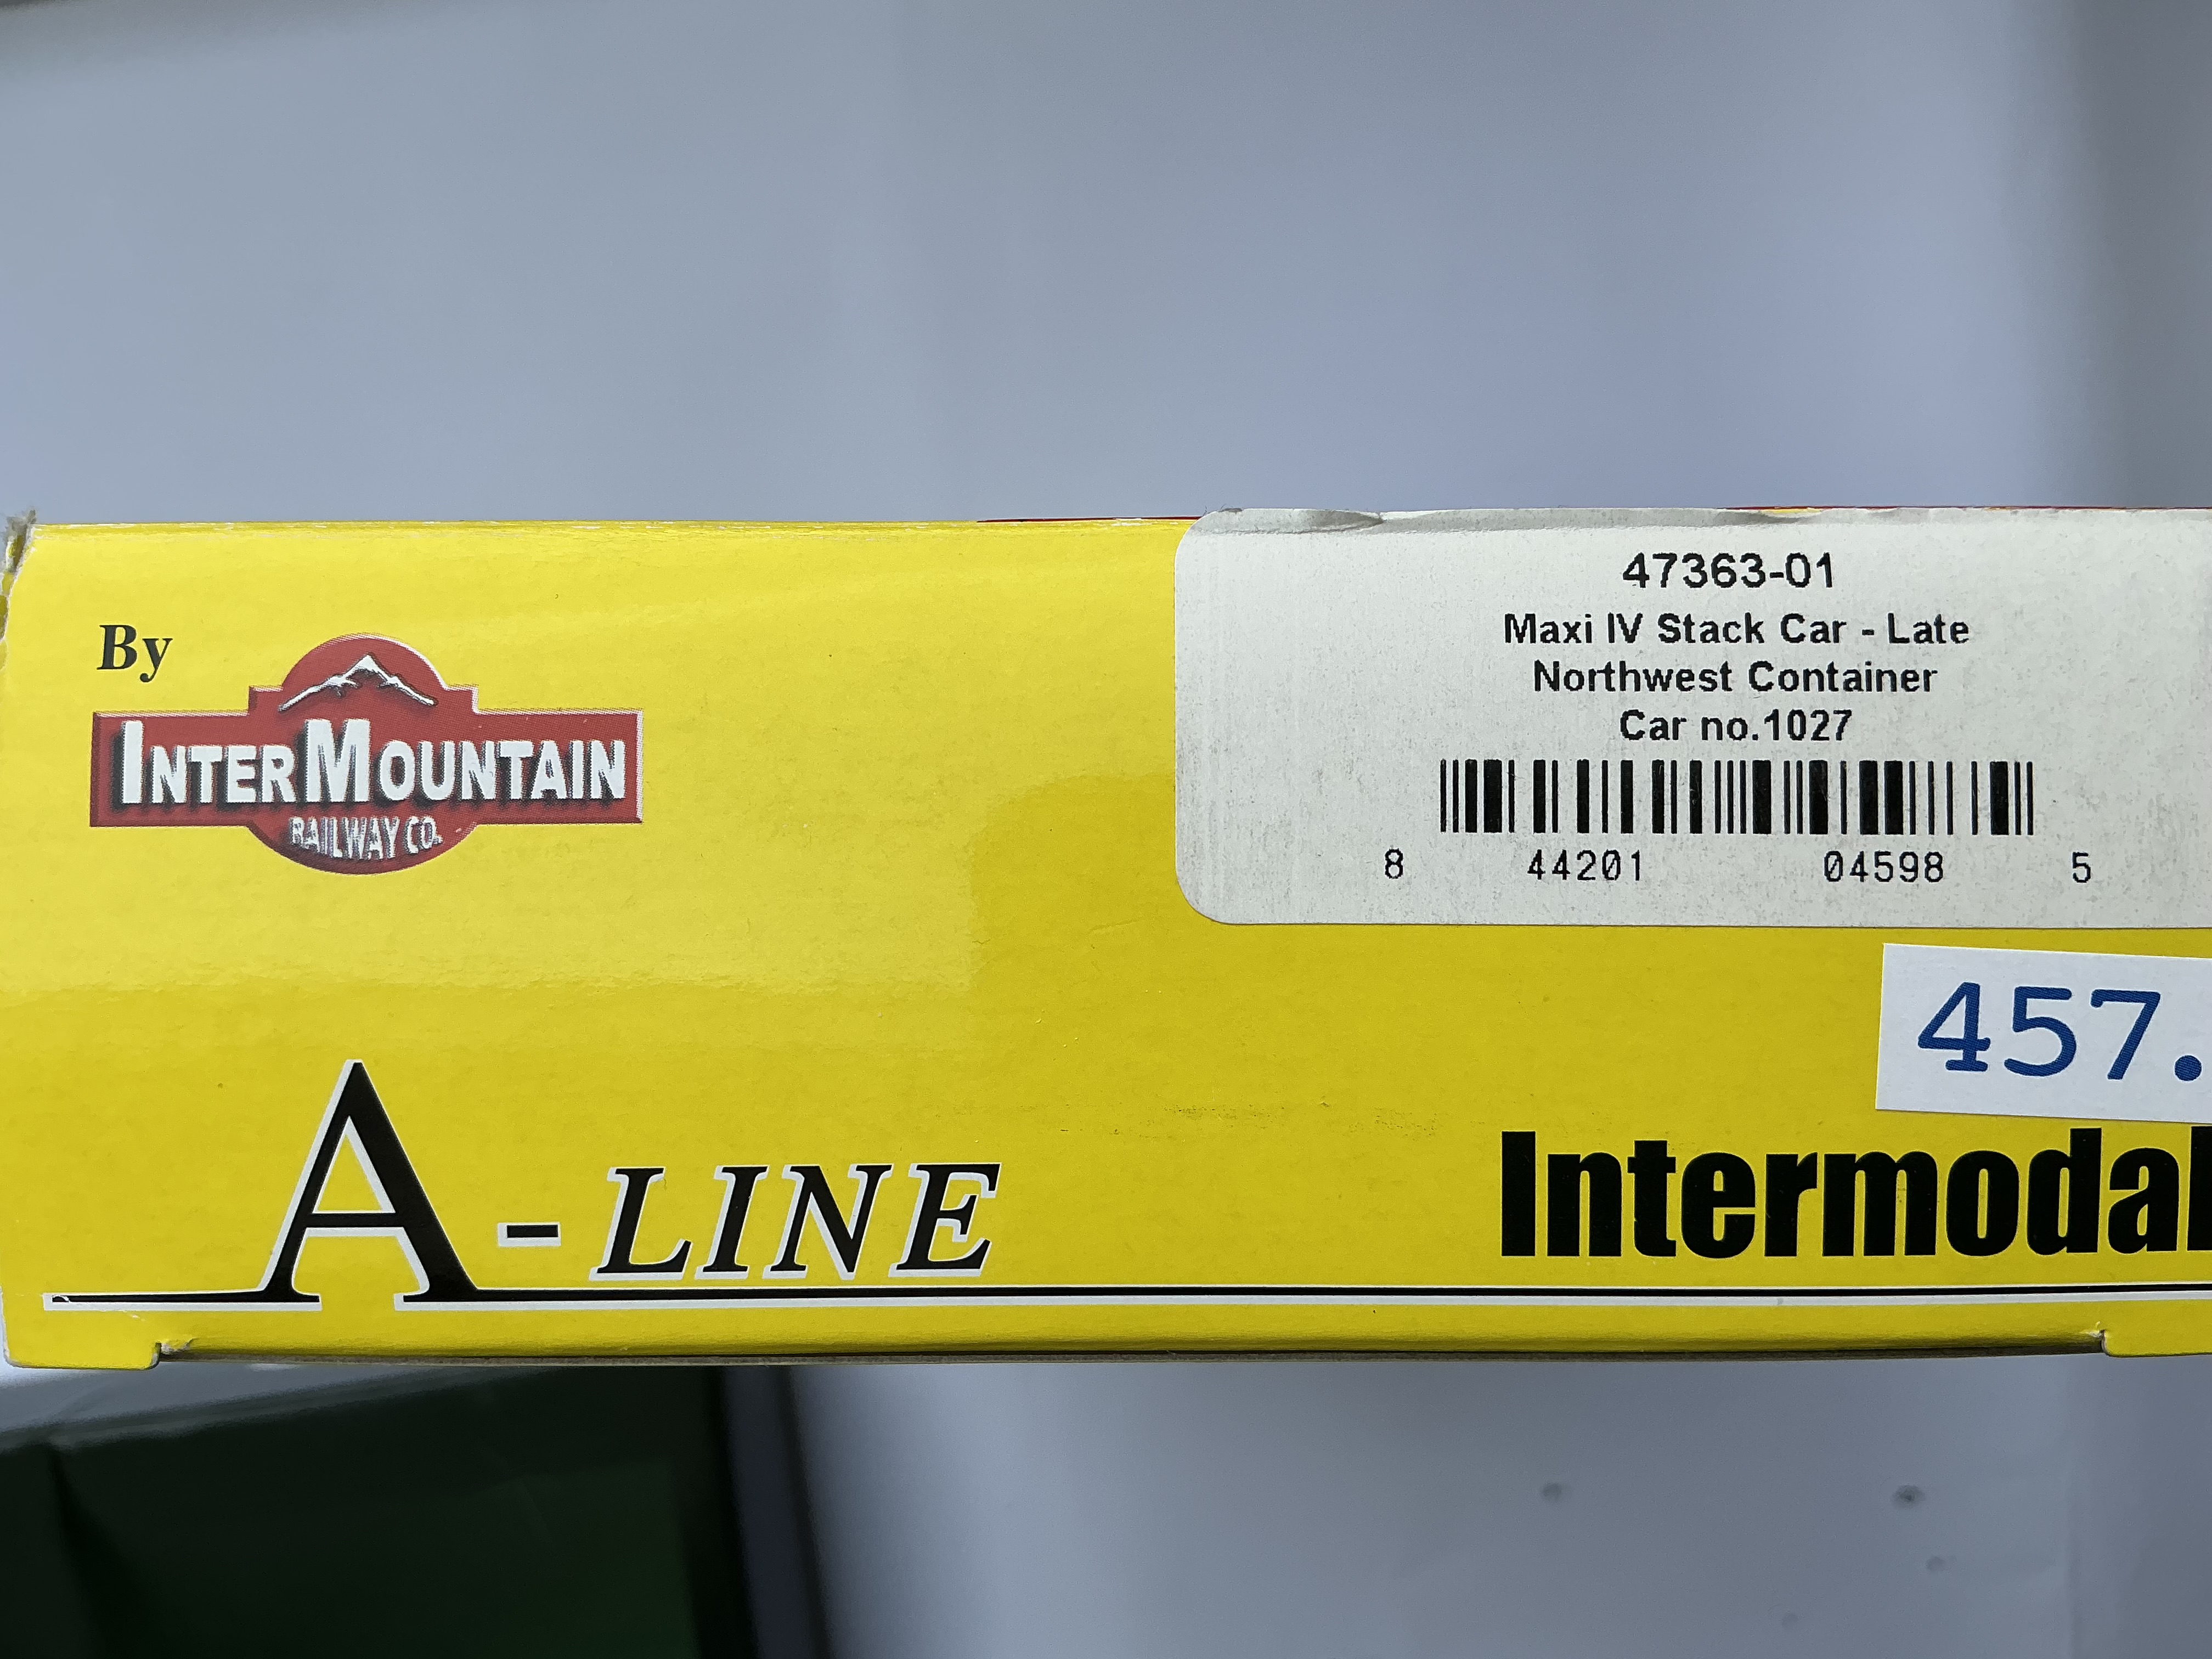 47363-01
Maxi IV Stack Car - Late
Northwest Container
Car no.1027
8 44201 04598 5
By
INTERMOUNTAIN
RAILWAY CO.
457.
A-LINE
Intermodal